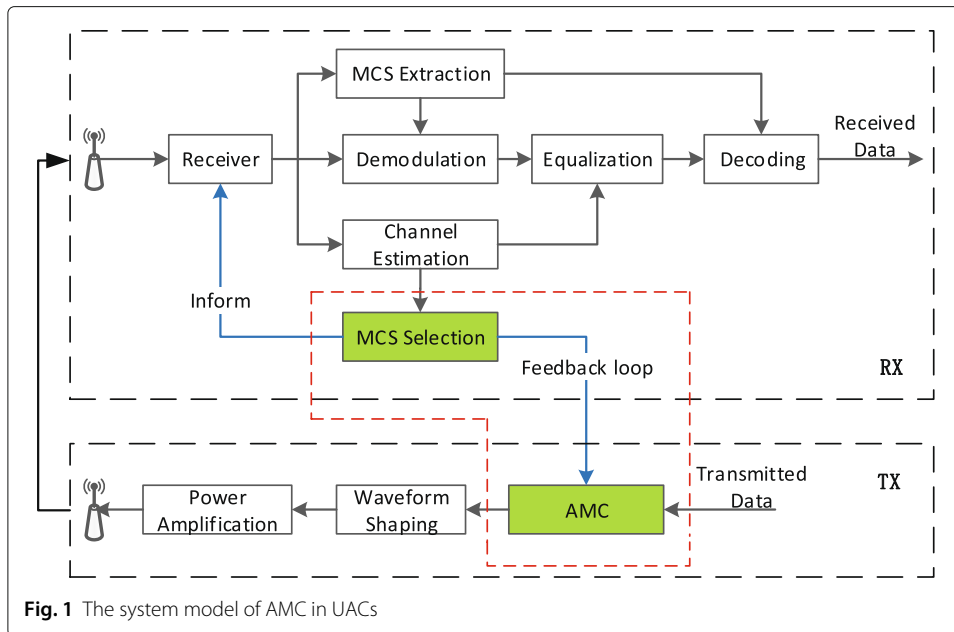 MCS Extraction
Receiver
Demodulation
Equalization
Decoding
Received
Data
Channel
Estimation
Inform
MCS Selection
Feedback loop
RX
Power
Amplification
Waveform
Shaping
AMC
Transmitted
Data
TX
Fig. 1 The system model of AMC in UACs